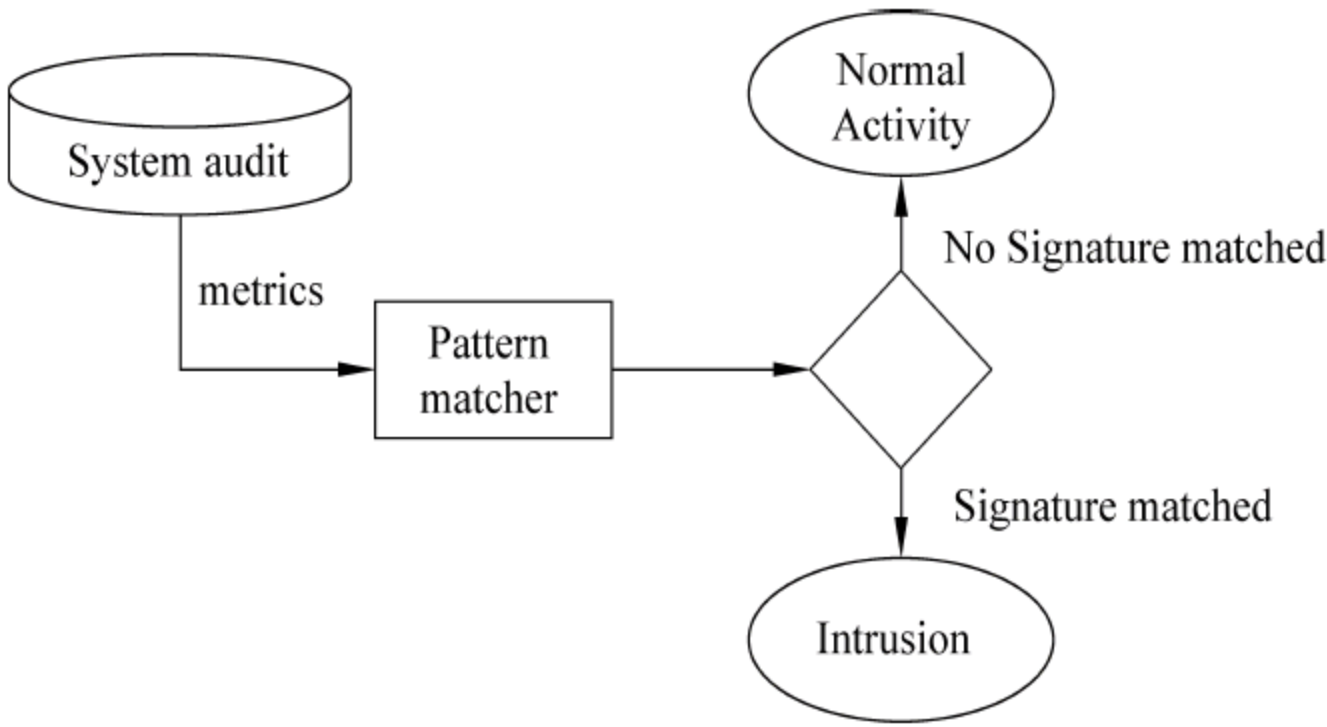 Normal
Activity
System audit
No Signature matched
metrics
Pattern
matcher
Signature matched
Intrusion